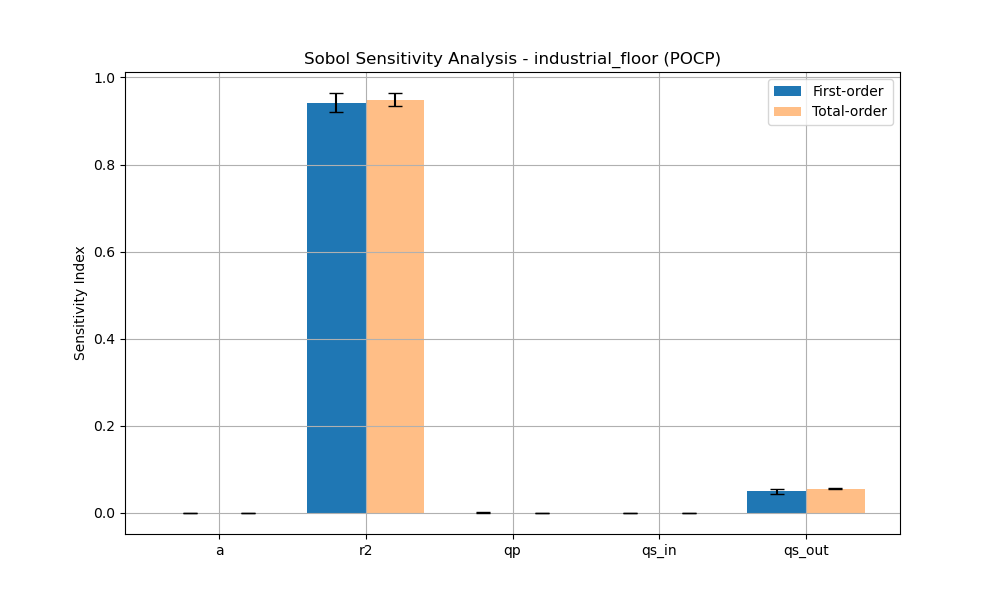 Sobol Sensitivity Analysis - industrial_floor (POCP)
First-order
Total-order
Sensitivity Index
1.0
0.8
0.6
0.4
0.2
0.0
a
r2
qp
qs_in
qs_out